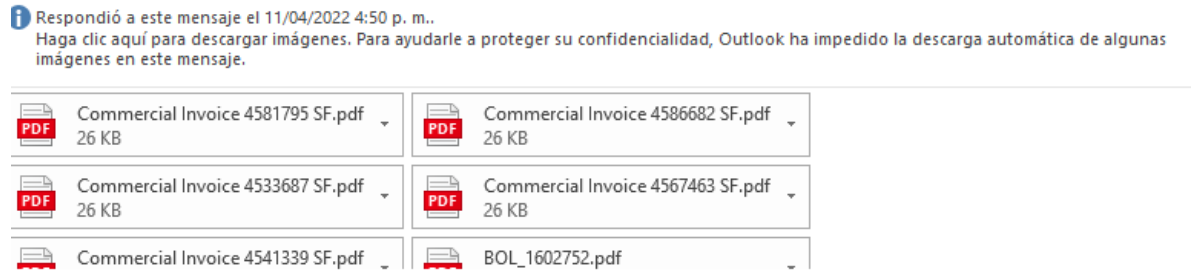 Respondió a este mensaje el 11/04/2022 4:50 p. m..
Haga clic aquí para descargar imágenes. Para ayudarle a proteger su confidencialidad, Outlook ha impedido la descarga automática de algunas
imágenes en este mensaje.
PDF Commercial Invoice 4581795 SF.pdf
26 KB
PDF Commercial Invoice 4586682 SF.pdf
26 KB
PDF Commercial Invoice 4533687 SF.pdf
26 KB
PDF Commercial Invoice 4567463 SF.pdf
26 KB
Commercial Invoice 4541339 SF.pdf
BOL_1602752.pdf